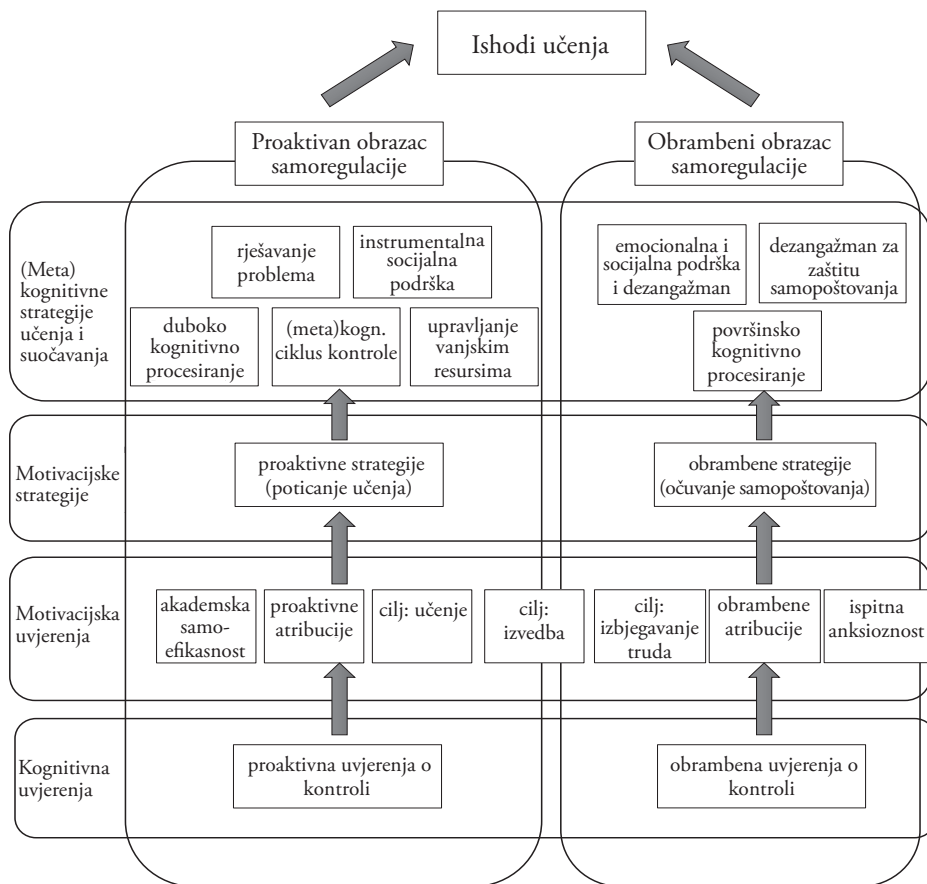 Ishodi učenja
Proaktivan obrazac
samoregulacije
Obrambeni obrazac
samoregulacije
(Meta)
kognitivne
strategije
učenja i
suočavanja
rješavanje
problema
instrumentalna
socijalna
podrška
duboko
kognitivno
procesiranje
(meta)kogn.
ciklus kontrole
upravljanje
vanjskim
resursima
emocionalna i
socijalna podrška
i dezangažman
dezangažman za
zaštitu
samopoštovanja
površinsko
kognitivno
procesiranje
Motivacijske
strategije
proaktivne strategije
(poticanje učenja)
obrambene strategije
(očuvanje samopoštovanja)
Motivacijska
uvjerenja
akademska
samo-
efikasnost
proaktivne
atribucije
cilj: učenje
cilj:
izvedba
cilj:
izbjegavanje
truda
obrambene
atribucije
ispitna
anksioznost
Kognitivna
uvjerenja
proaktivna uvjerenja o
kontroli
obrambena uvjerenja o
kontroli